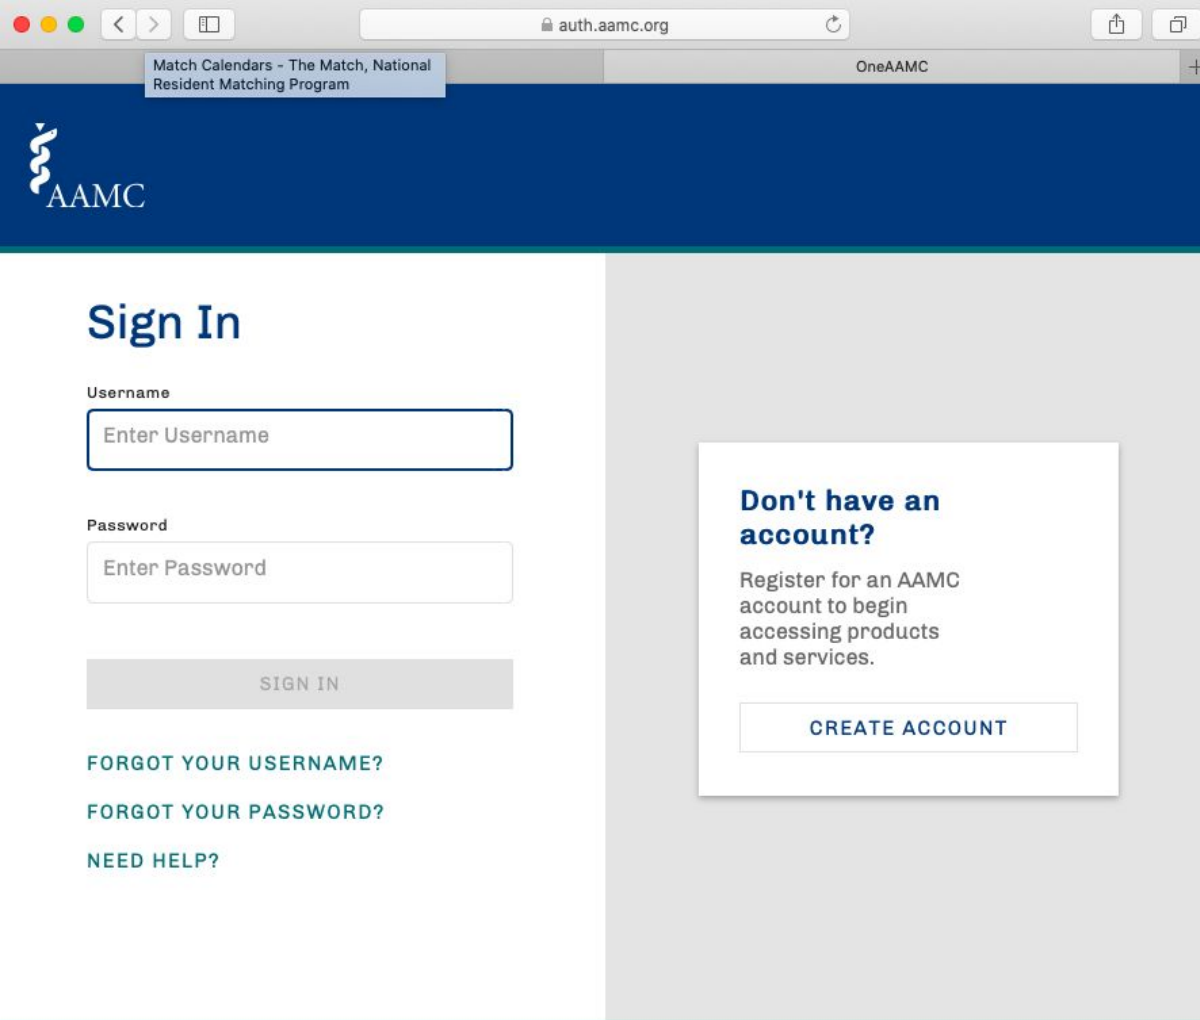 auth.aamc.org
Match Calendars - The Match, National
Resident Matching Program
OneAAMC
AAMC
Sign In
Username
Enter Username
Password
Enter Password
SIGN IN
FORGOT YOUR USERNAME?
FORGOT YOUR PASSWORD?
NEED HELP?
Don't have an
account?
Register for an AAMC
account to begin
accessing products
and services.
CREATE ACCOUNT